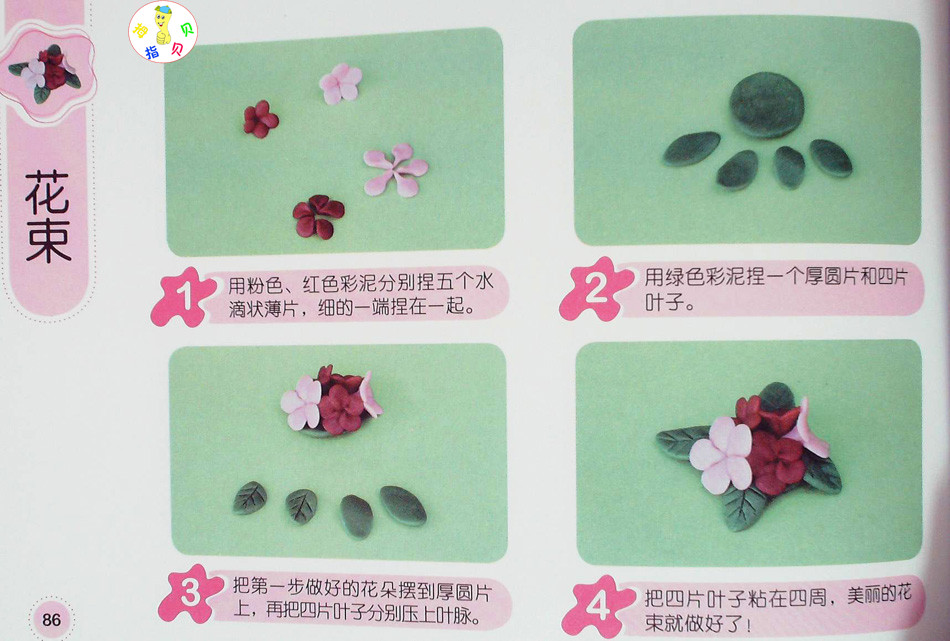 指指贝贝
花束
1
用粉色、红色彩泥分别捏五个水
滴状薄片，细的一端捏在一起。
2
用绿色彩泥捏一个厚圆片和四片
叶子。
3
把第一步做好的花朵摆到厚圆片
上，再把四片叶子分别压上叶脉。
4
把四片叶子粘在四周，美丽的花
束就做好了！
86